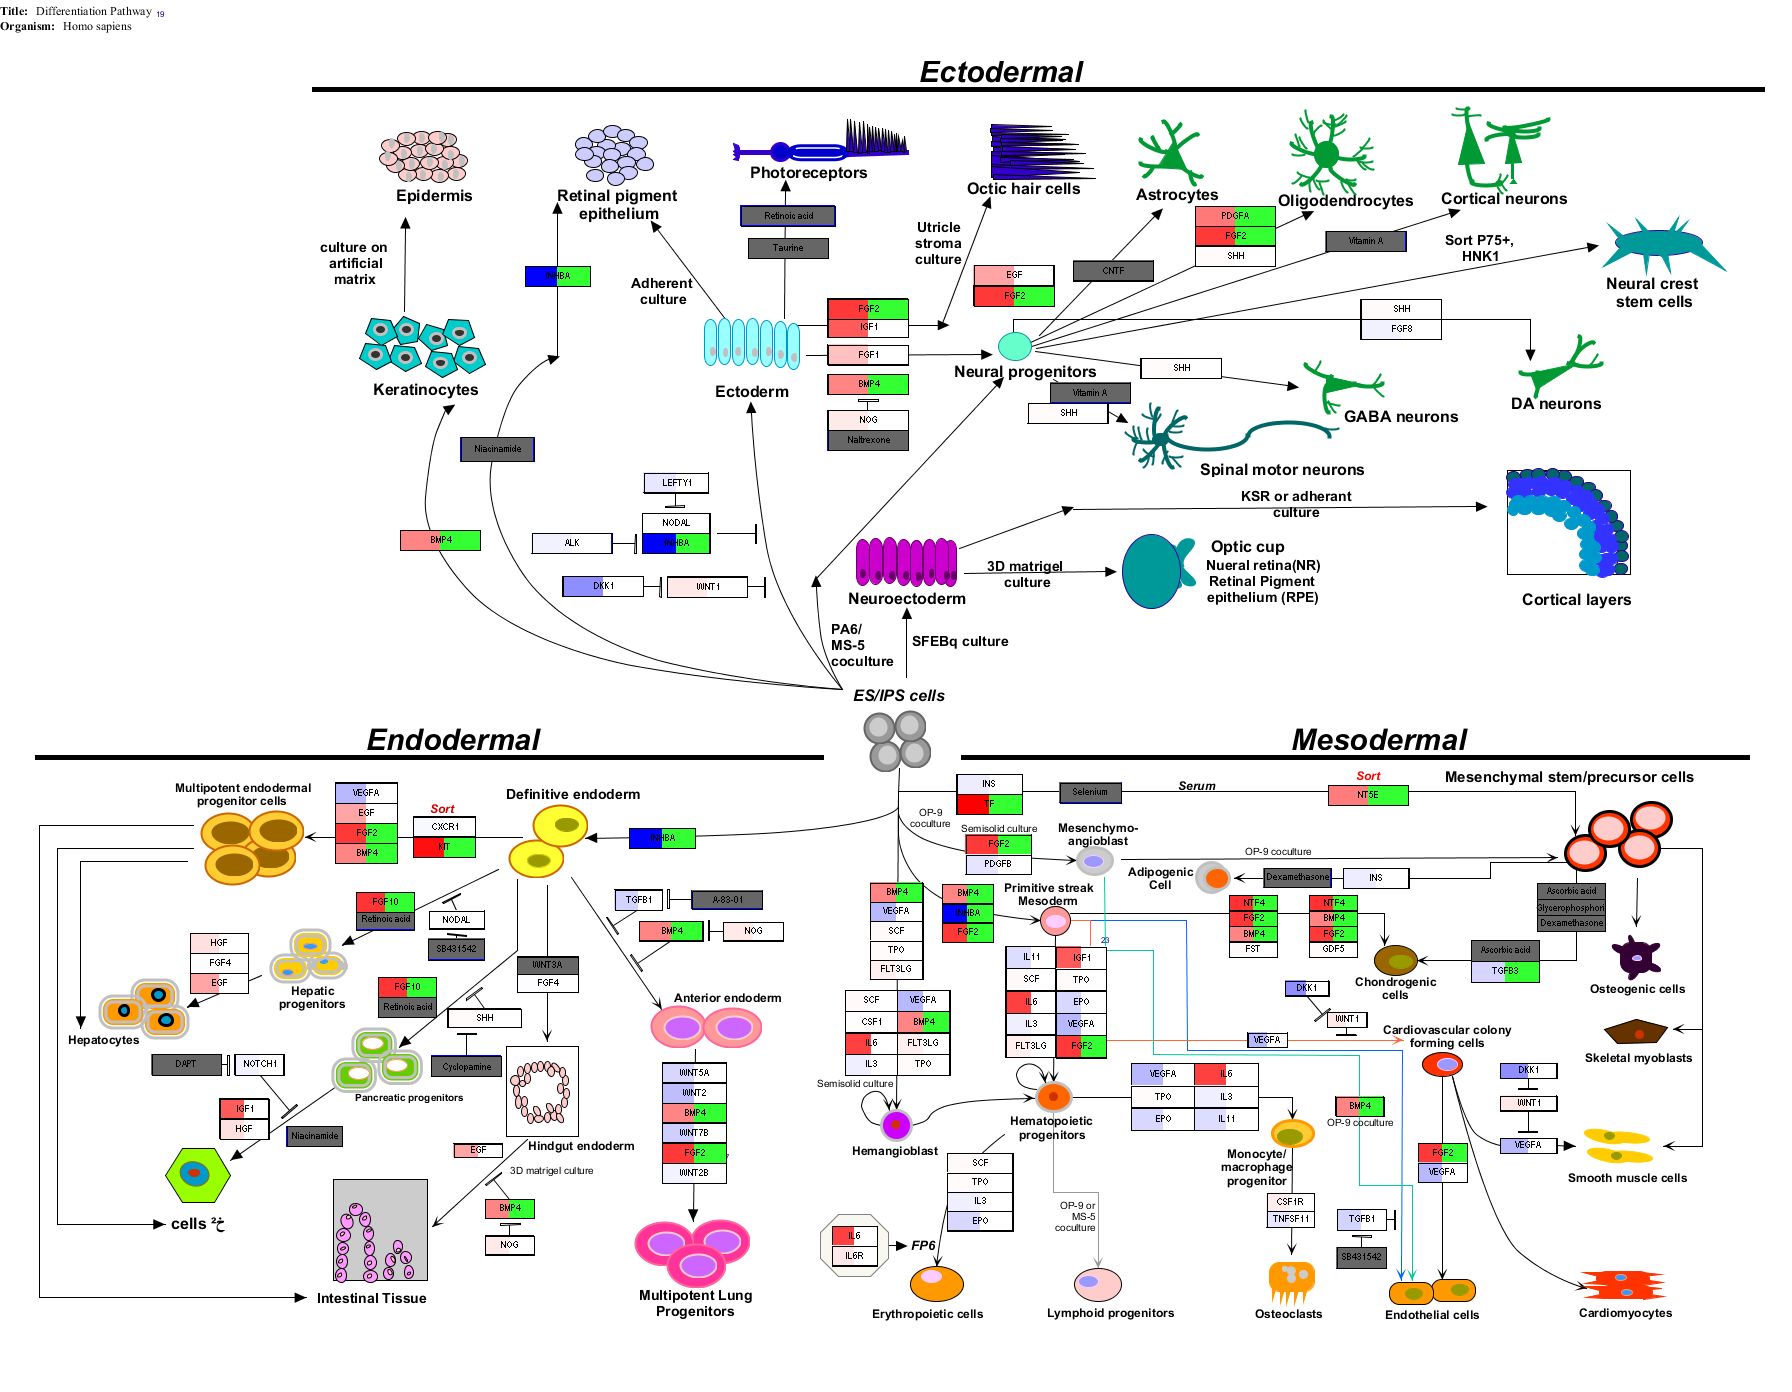 Title: Differentiation Pathway 19
Organism: Homo sapiens
Ectodermal
Epidermis
Retinal pigment
epithelium
Photoreceptors
Octic hair cells
Astrocytes
Oligodendrocytes
Cortical neurons
culture on
artificial
matrix
INHBA
Adherent
culture
Retinoic acid
Taurine
Utricle
stroma
culture
EGF
FGF2
CNTF
PDGFA
FGF2
SHH
Vitamin A
Sort P75+,
HNK1
Neural crest
stem cells
Keratinocytes
Ectoderm
FGF2
IGF1
FGF1
BMP4
NOG
Naltrexone
Neural progenitors
SHH
FGF8
SHH
Vitamin A
SHH
GABA neurons
DA neurons
Spinal motor neurons
Niacinamide
BMP4
LEFTY1
NODAL
INHBA
ALK
DKK1
WNT1
Neuroectoderm
KSR or adherant
culture
3D matrigel
culture
Optic cup
Nueral retina(NR)
Retinal Pigment
epithelium (RPE)
Cortical layers
PA6/
MS-5
coculture
SFEBq culture
ES/IPS cells
Endodermal
Mesodermal
Multipotent endodermal
progenitor cells
VEGFA
EGF
FGF2
BMP4
Sort
CXCR1
KIT
Definitive endoderm
INHBA
FGF10
Retinoic acid
NODAL
SB431542
HGF
FGF4
EGF
Hepatic
progenitors
Hepatocytes
FGF10
Retinoic acid
SHH
Cyclopamine
WNT3A
FGF4
TGFB1
A-83-01
BMP4
NOG
Anterior endoderm
DAPT
NOTCH1
Pancreatic progenitors
IGF1
HGF
Niacinamide
cells ²خ
Hindgut endoderm
EGF
3D matrigel culture
BMP4
NOG
Intestinal Tissue
WNT5A
WNT2
BMP4
WNT7B
FGF2
WNT2B
7
Multipotent Lung
Progenitors
INS
TF
Selenium
Serum
Sort
NT5E
Mesenchymal stem/precursor cells
OP-9
coculture
Semisolid culture
FGF2
PDGFB
Mesenchymo-
angioblast
OP-9 coculture
Adipogenic
Cell
Dexamethasone
INS
Ascorbic acid
Glycerophosphori
Dexamethasone
BMP4
VEGFA
SCF
TPO
FLT3LG
BMP4
INHBA
FGF2
Primitive streak
Mesoderm
23
NTF4
FGF2
BMP4
FST
NTF4
BMP4
FGF2
GDF5
Chondrogenic
cells
Ascorbic acid
TGFB3
Osteogenic cells
SCF
VEGFA
CSF1
BMP4
IL6
FLT3LG
IL3
TPO
Semisolid culture
IL11
IGF1
SCF
TPO
IL6
EPO
IL3
VEGFA
FLT3LG
FGF2
DKK1
WNT1
VEGFA
Cardiovascular colony
forming cells
Skeletal myoblasts
Hemangioblast
Hematopoietic
progenitors
VEGFA
IL6
TPO
IL3
EPO
IL11
BMP4
OP-9 coculture
DKK1
WNT1
VEGFA
Smooth muscle cells
Monocyte/
macrophage
progenitor
FGF2
VEGFA
SCF
TPO
IL3
EPO
CSF1R
TNFSF11
OP-9 or
MS-5
coculture
TGFB1
SB431542
IL6
IL6R
FP6
Erythropoietic cells
Lymphoid progenitors
Osteoclasts
Endothelial cells
Cardiomyocytes